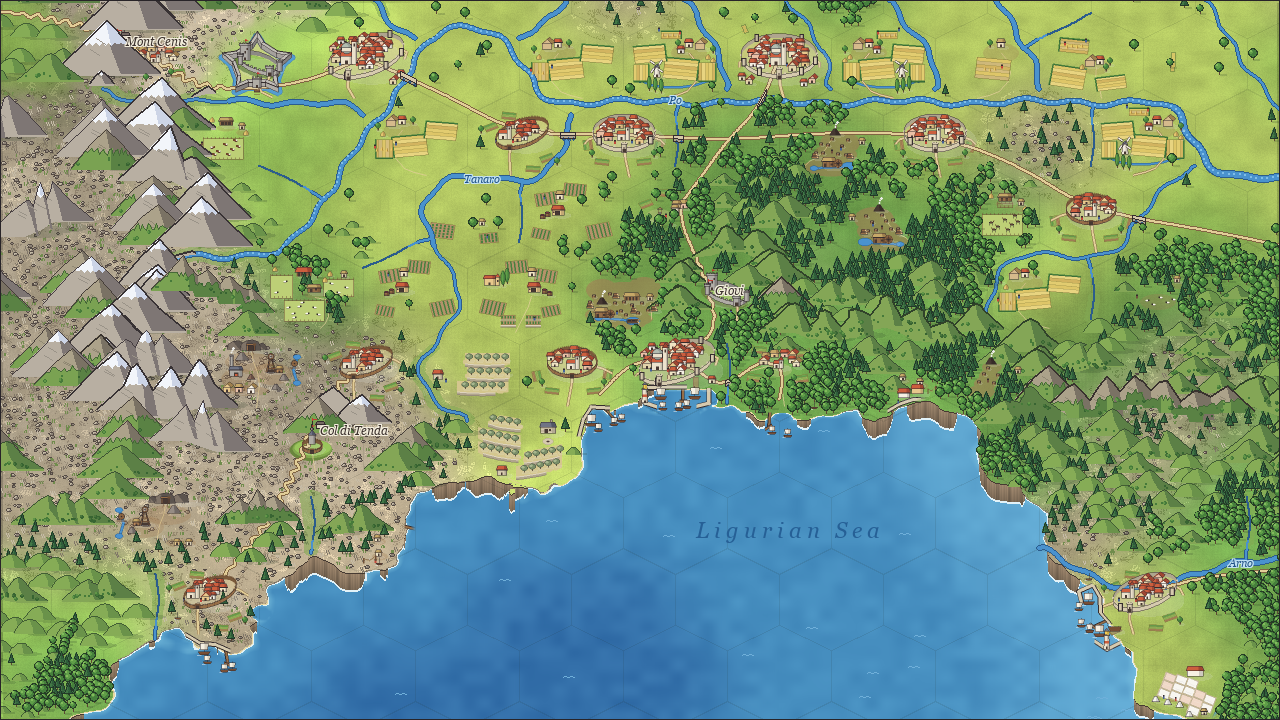 Mont Cenis
Po
Tanaro
Giovi
Col di Tenda
Ligurian Sea
Arno